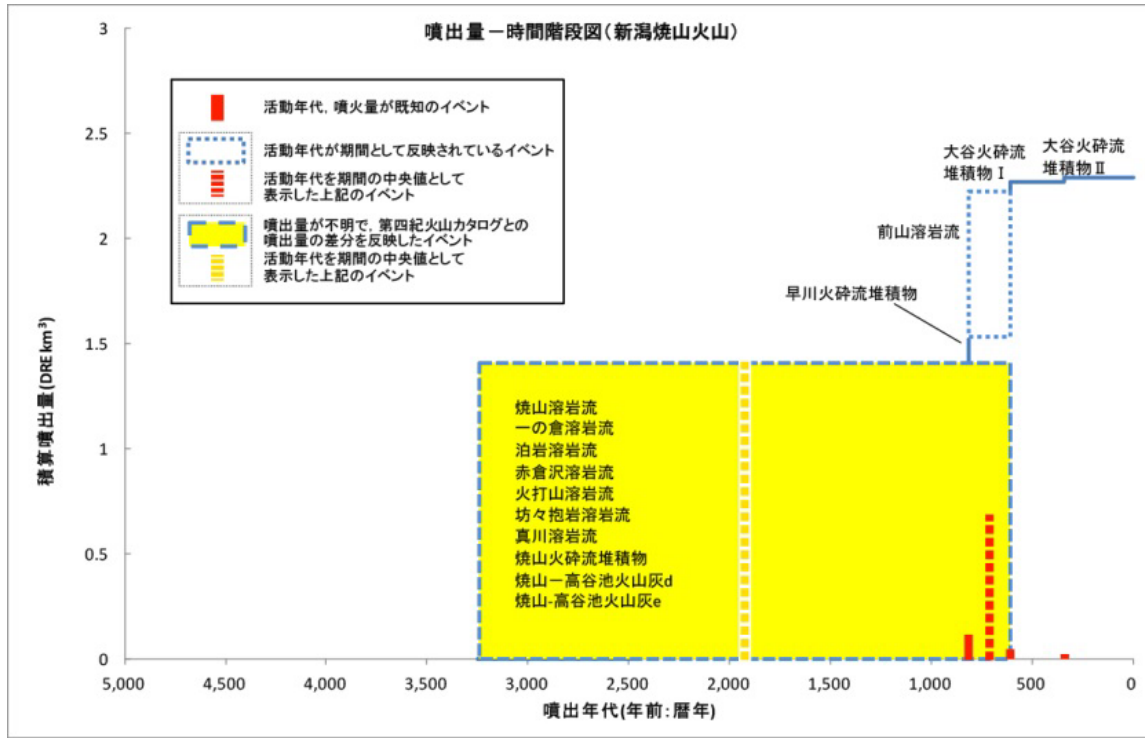 噴出量－時間階段図(新潟焼山火山)
活動年代，噴火量が既知のイベント
活動年代が期間として反映されているイベント
活動年代を期間の中央値として
表示した上記のイベント
噴出量が不明で，第四紀火山カタログとの
噴出量の差分を反映したイベント
活動年代を期間の中央値として
表示した上記のイベント
大谷火砕流
堆積物Ⅰ
大谷火砕流
堆積物Ⅱ
前山溶岩流
早川火砕流堆積物
焼山溶岩流
一の倉溶岩流
泊岩溶岩流
赤倉沢溶岩流
火打山溶岩流
坊々抱岩溶岩流
真川溶岩流
焼山火砕流堆積物
焼山－高谷池火山灰d
焼山-高谷池火山灰e
積算噴出量(DRE km³)
3
2.5
2
1.5
1
0.5
0
5,000 4,500 4,000 3,500 3,000 2,500 2,000 1,500 1,000 500 0
噴出年代(年前:暦年)